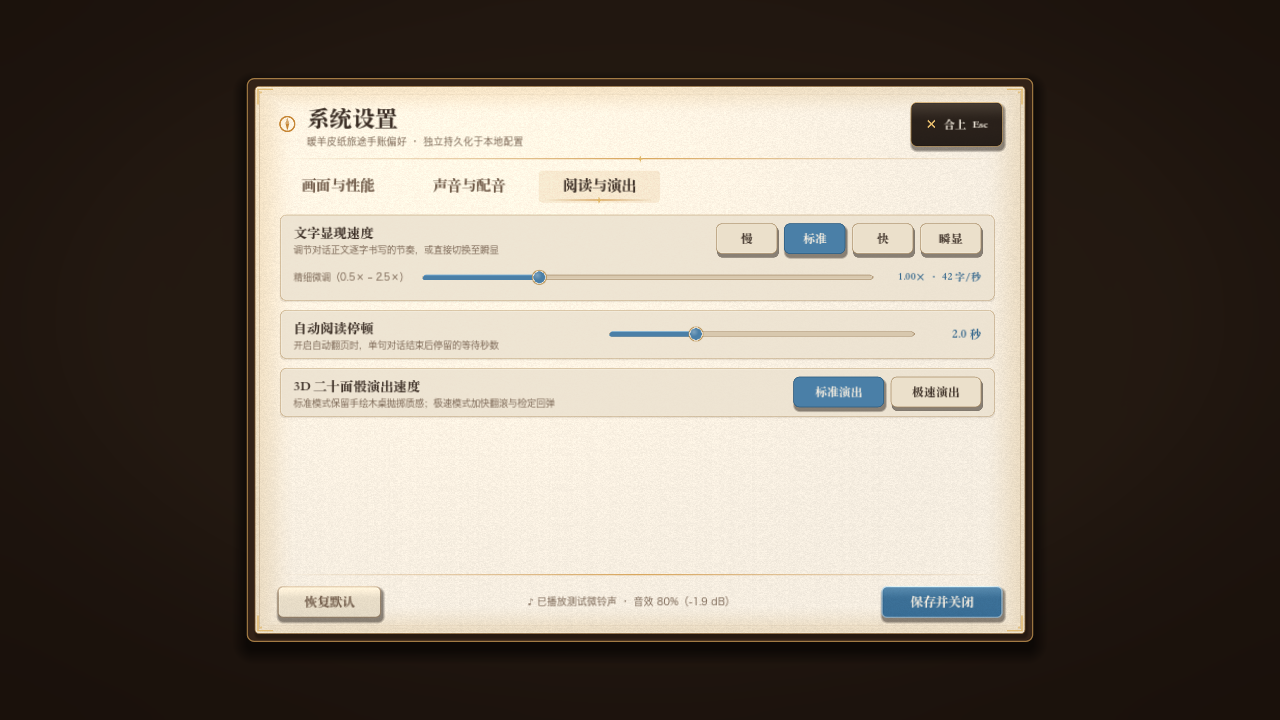 系统设置
暖羊皮纸旅途手账偏好 · 独立持久化于本地配置
× 合上 Esc
画面与性能 声音与配音 阅读与演出
文字显现速度
调节对话正文逐字书写的节奏，或直接切换至瞬显
慢 标准 快 瞬显
精细微调（0.5× – 2.5×） 1.00× · 42 字/秒
自动阅读停顿
开启自动翻页时，单句对话结束后停留的等待秒数
2.0 秒
3D 二十面骰演出速度
标准模式保留手绘木桌抛掷质感；极速模式加快翻滚与检定回弹
标准演出 极速演出
恢复默认 ♪ 已播放测试微铃声 · 音效 80%（-1.9 dB） 保存并关闭